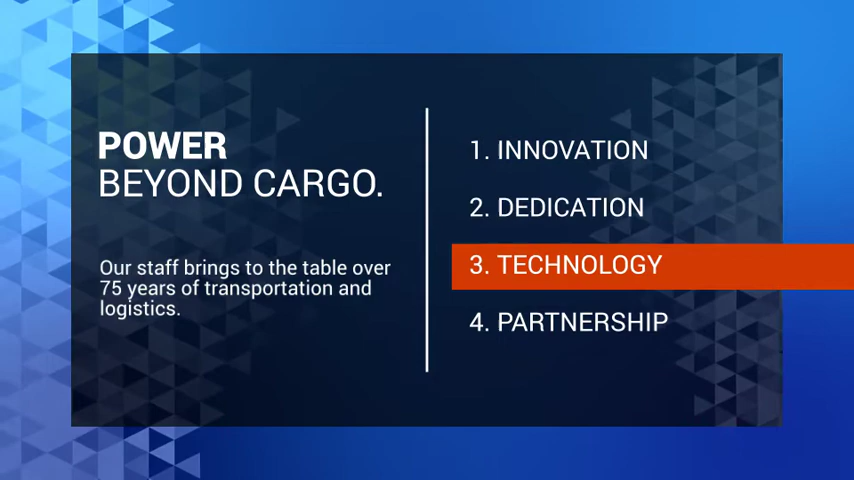 POWER
BEYOND CARGO.
Our staff brings to the table over
75 years of transportation and
logistics.
1. INNOVATION
2. DEDICATION
3. TECHNOLOGY
4. PARTNERSHIP